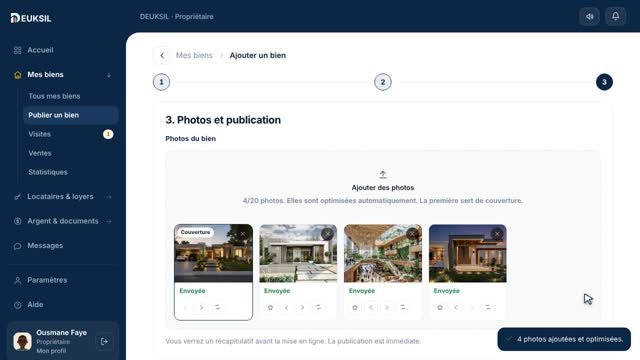 DEUKSIL
DEUKSIL · Propriétaire
Accueil
Mes biens
Tous mes biens
Publier un bien
Visites
1
Ventes
Statistiques
Locataires & loyers
Argent & documents
Messages
Paramètres
Aide
Ousmane Faye
Propriétaire
Mon profil
Mes biens
Ajouter un bien
1
2
3
3. Photos et publication
Photos du bien
Ajouter des photos
4/20 photos. Elles sont optimisées automatiquement. La première sert de couverture.
Couverture
Envoyée
Envoyée
Envoyée
Envoyée
Vous verrez un récapitulatif avant la mise en ligne. La publication est immédiate.
4 photos ajoutées et optimisées.